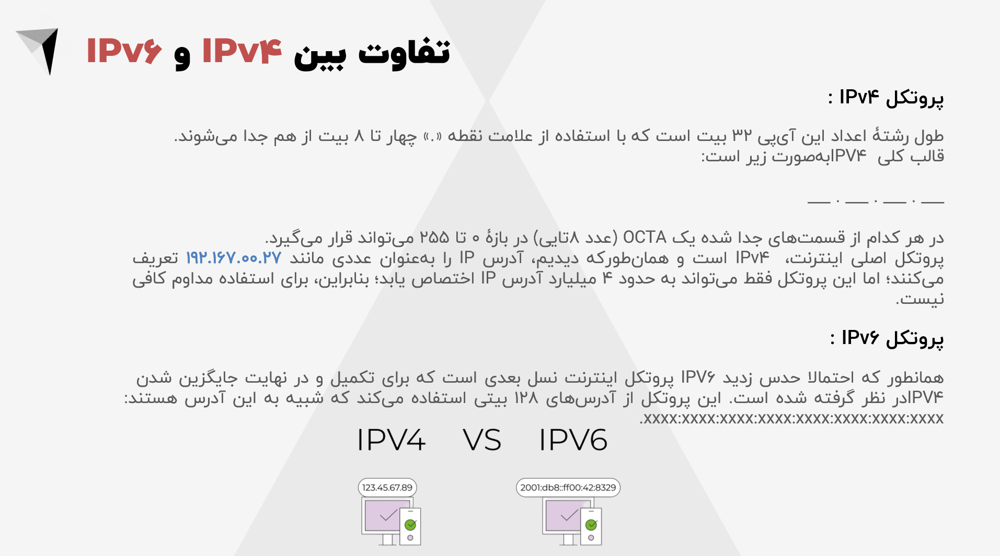 تفاوت بین IPv۴ و IPv۶
پروتکل IPv۴ :
طول رشتهٔ اعداد این آی‌پی ۳۲ بیت است که با استفاده از علامت نقطه «.» چهار تا ۸ بیت از هم جدا می‌شوند.
قالب کلی IPV۴به‌صورت زیر است:
___ . ___ . ___ . ___
در هر کدام از قسمت‌های جدا شده یک OCTA (عدد ۸تایی) در بازهٔ ۰ تا ۲۵۵ می‌تواند قرار می‌گیرد.
پروتکل اصلی اینترنت، IPv۴ است و همان‌طورکه دیدیم، آدرس IP را به‌عنوان عددی مانند ۱۹۲.۱۶۷.۰۰.۲۷ تعریف
می‌کنند؛ اما این پروتکل فقط می‌تواند به حدود ۴ میلیارد آدرس IP اختصاص یابد؛ بنابراین، برای استفاده مداوم کافی
نیست.
پروتکل IPv۶ :
همانطور که احتمالا حدس زدید IPV۶ پروتکل اینترنت نسل بعدی است که برای تکمیل و در نهایت جایگزین شدن
IPV۴در نظر گرفته شده است. این پروتکل از آدرس‌های ۱۲۸ بیتی استفاده می‌کند که شبیه به این آدرس هستند:
xxxx:xxxx:xxxx:xxxx:xxxx:xxxx:xxxx:xxxx.
IPV4 VS IPV6
123.45.67.89
2001:db8::ff00:42:8329